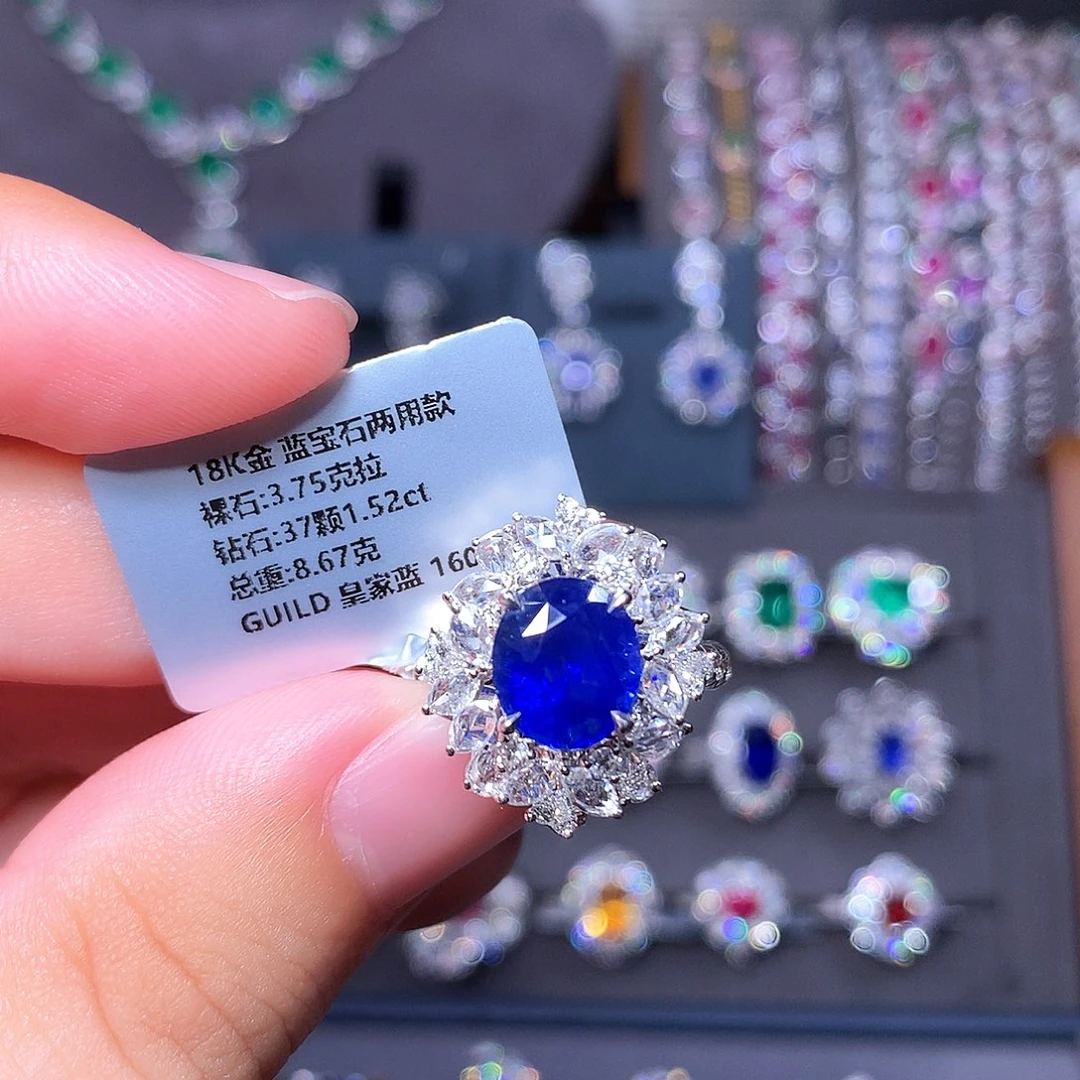 18K金 蓝宝石两用款
裸石:3.75克拉
钻石:37颗1.52ct
总重:8.67克
GUILD 皇家蓝 160